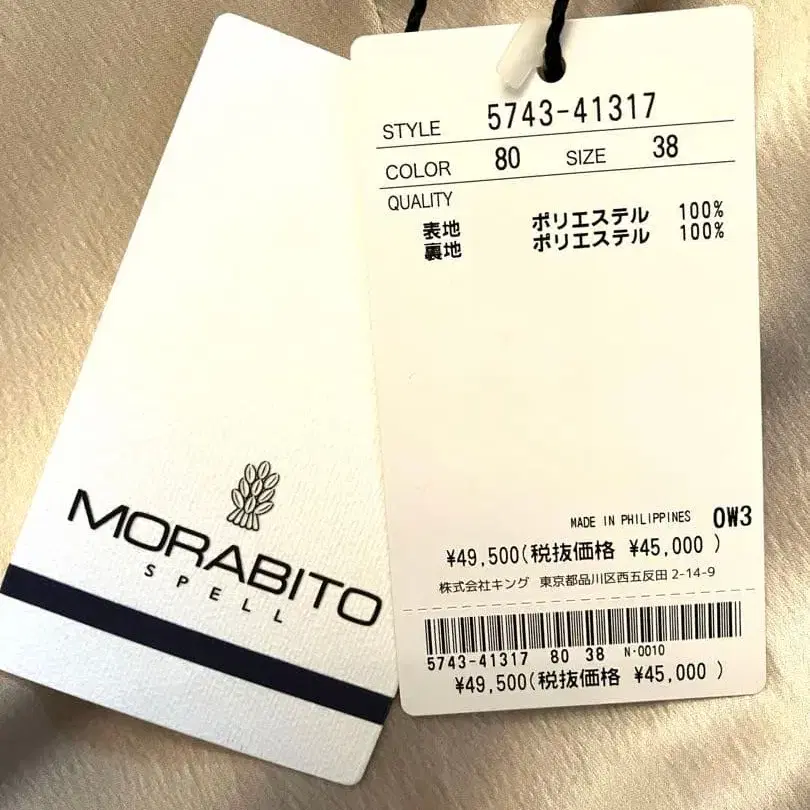 MORABITO
SPELL
STYLE 5743-41317
COLOR 80 SIZE 38
QUALITY
表地 ポリエステル 100%
裏地 ポリエステル 100%
MADE IN PHILIPPINES OW3
¥49,500(税抜価格 ¥45,000 )
株式会社キング 東京都品川区西五反田 2-14-9
5743-41317 80 38 N-0010
¥49,500(税抜価格 ¥45,000 )